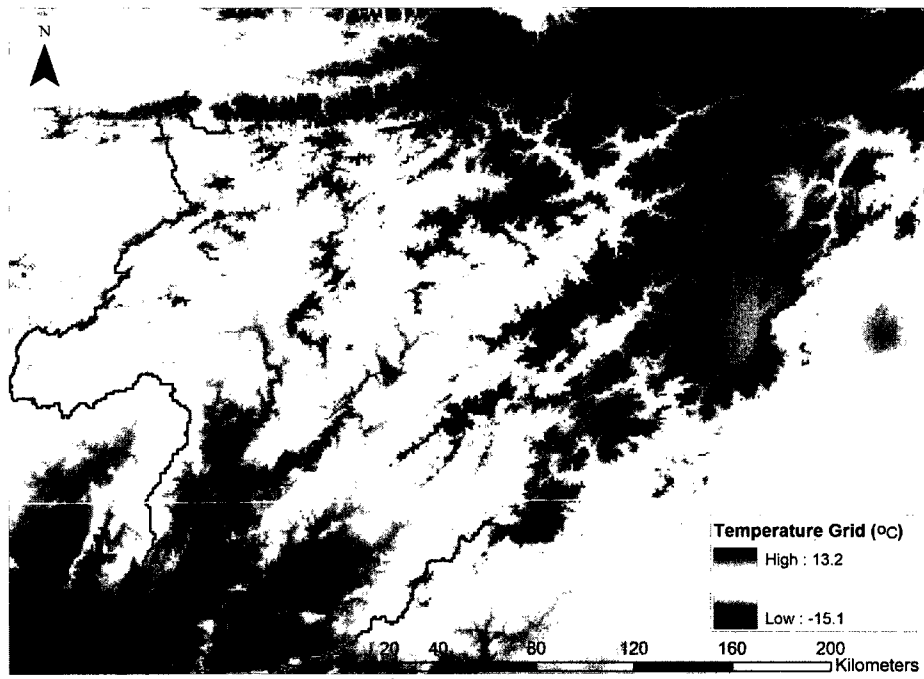 N
Temperature Grid (ºC)
High : 13.2
Low : -15.1
20 40 80 120 160 200
Kilometers